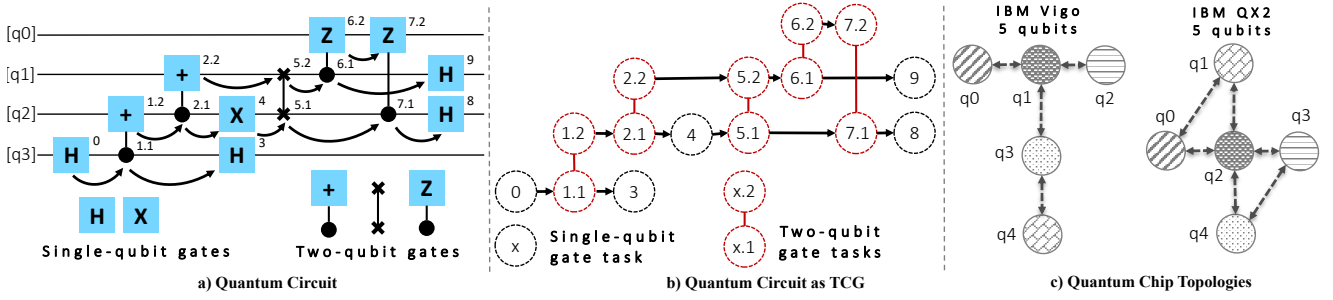 [q0]
Z
6.2
Z
7.2
[q1]
+
2.2
5.2
6.1
H
9
[q2]
+
1.2
2.1
X
4
5.1
7.1
H
8
[q3]
H
0
1.1
H
3
H
X
+
Z
Single-qubit gates
Two-qubit gates
a) Quantum Circuit
6.2
7.2
2.2
5.2
6.1
9
1.2
2.1
4
5.1
7.1
8
0
1.1
3
x
Single-qubit
gate task
x.2
x.1
Two-qubit
gate tasks
b) Quantum Circuit as TCG
IBM Vigo
5 qubits
q0
q1
q2
q3
q4
IBM QX2
5 qubits
q1
q0
q3
q2
q4
c) Quantum Chip Topologies